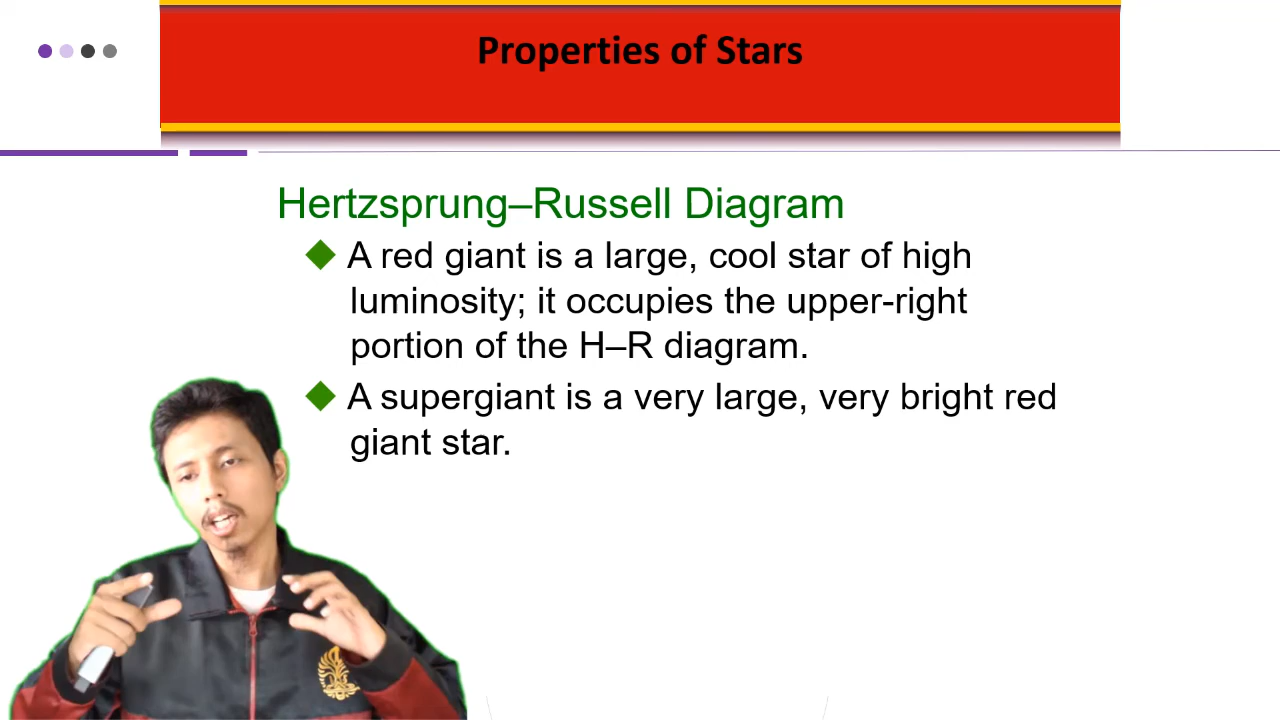 Properties of Stars
Hertzsprung–Russell Diagram
A red giant is a large, cool star of high
luminosity; it occupies the upper-right
portion of the H–R diagram.
A supergiant is a very large, very bright red
giant star.